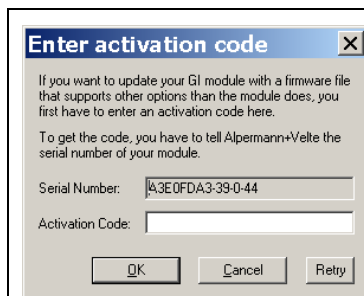 Enter activation code
If you want to update your GI module with a firmware file
that supports other options than the module does, you
first have to enter an activation code here.
To get the code, you have to tell Alpermann+Velte the
serial number of your module.
Serial Number: A3E0FDA3-39-0-44
Activation Code:
OK Cancel Retry